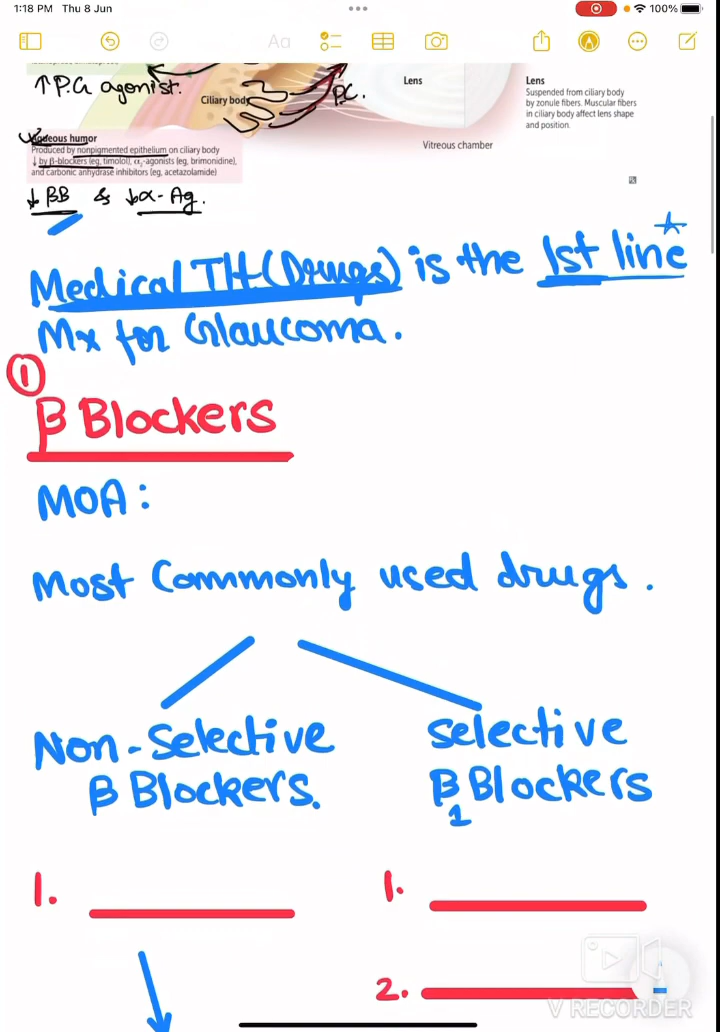 1:18 PM Thu 8 Jun
100%
Aa
↑ P.G agonist.
Ciliary body
P.C.
Lens
Lens
Suspended from ciliary body
by zonule fibers. Muscular fibers
in ciliary body affect lens shape
and position.
Vitreous chamber
Aqueous humor
Produced by nonpigmented epithelium on ciliary body
↓ by β-blockers (eg, timolol), α₂-agonists (eg, brimonidine),
and carbonic anhydrase inhibitors (eg, acetazolamide)
↓ BB & ↓α- Ag.
Medical TH (Drugs) is the 1st line
Mx for Glaucoma.
①
β Blockers
MOA:
Most Commonly used drugs.
Non-Selective
β Blockers.
Selective
β1 Blockers
1.
1.
2.
V RECORDER